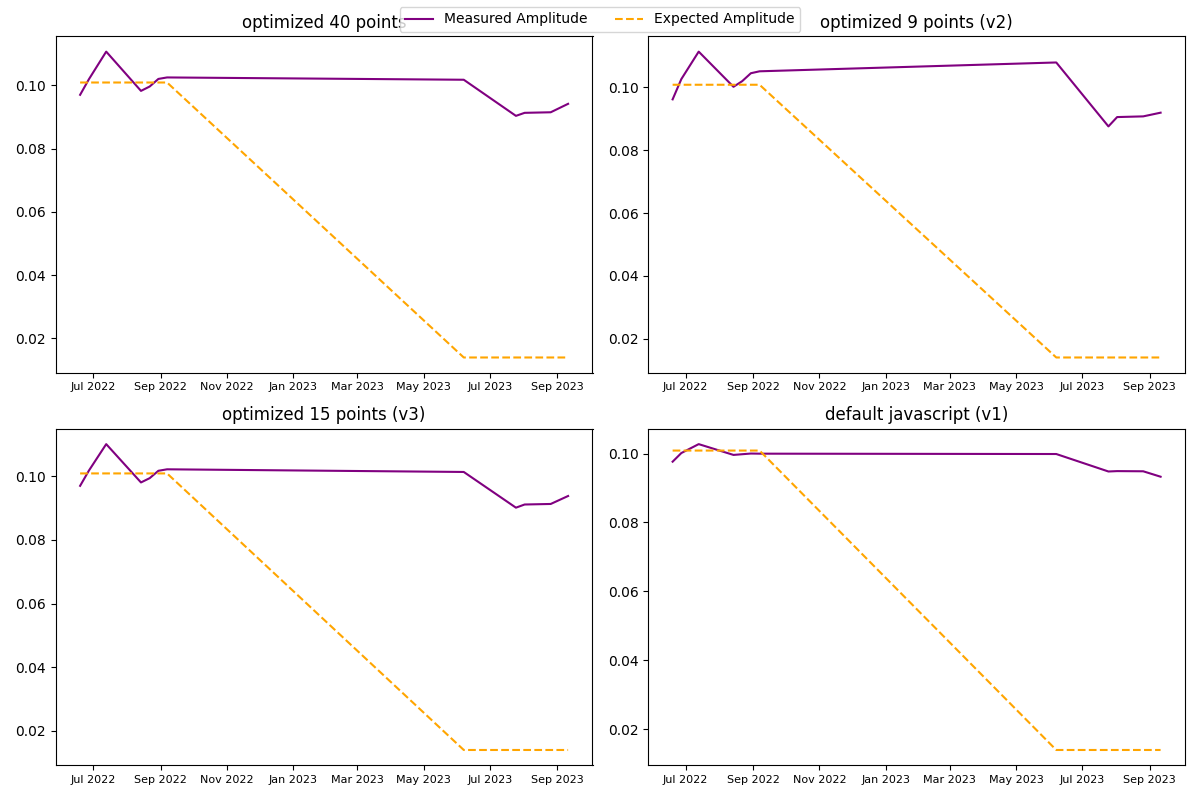 Measured Amplitude Expected Amplitude
optimized 40 points
0.10
0.08
0.06
0.04
0.02
Jul 2022 Sep 2022 Nov 2022 Jan 2023 Mar 2023 May 2023 Jul 2023 Sep 2023
optimized 9 points (v2)
0.10
0.08
0.06
0.04
0.02
Jul 2022 Sep 2022 Nov 2022 Jan 2023 Mar 2023 May 2023 Jul 2023 Sep 2023
optimized 15 points (v3)
0.10
0.08
0.06
0.04
0.02
Jul 2022 Sep 2022 Nov 2022 Jan 2023 Mar 2023 May 2023 Jul 2023 Sep 2023
default javascript (v1)
0.10
0.08
0.06
0.04
0.02
Jul 2022 Sep 2022 Nov 2022 Jan 2023 Mar 2023 May 2023 Jul 2023 Sep 2023